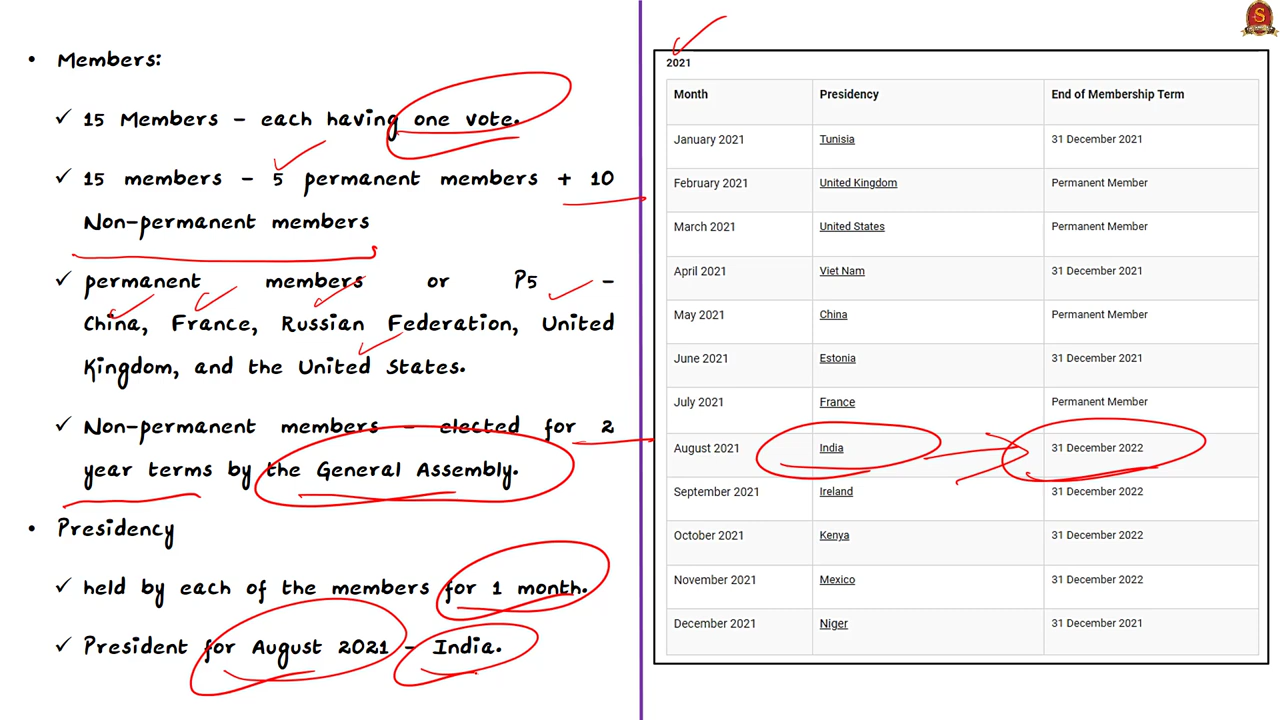 • Members:
✓ 15 Members - each having one vote.
✓ 15 members - 5 permanent members + 10
Non-permanent members
✓ permanent members or P5 -
China, France, Russian Federation, United
Kingdom, and the United States.
✓ Non-permanent members - elected for 2
year terms by the General Assembly.
• Presidency
✓ held by each of the members for 1 month.
✓ President for August 2021 - India.
2021
Month Presidency End of Membership Term
January 2021 Tunisia 31 December 2021
February 2021 United Kingdom Permanent Member
March 2021 United States Permanent Member
April 2021 Viet Nam 31 December 2021
May 2021 China Permanent Member
June 2021 Estonia 31 December 2021
July 2021 France Permanent Member
August 2021 India 31 December 2022
September 2021 Ireland 31 December 2022
October 2021 Kenya 31 December 2022
November 2021 Mexico 31 December 2022
December 2021 Niger 31 December 2021
S